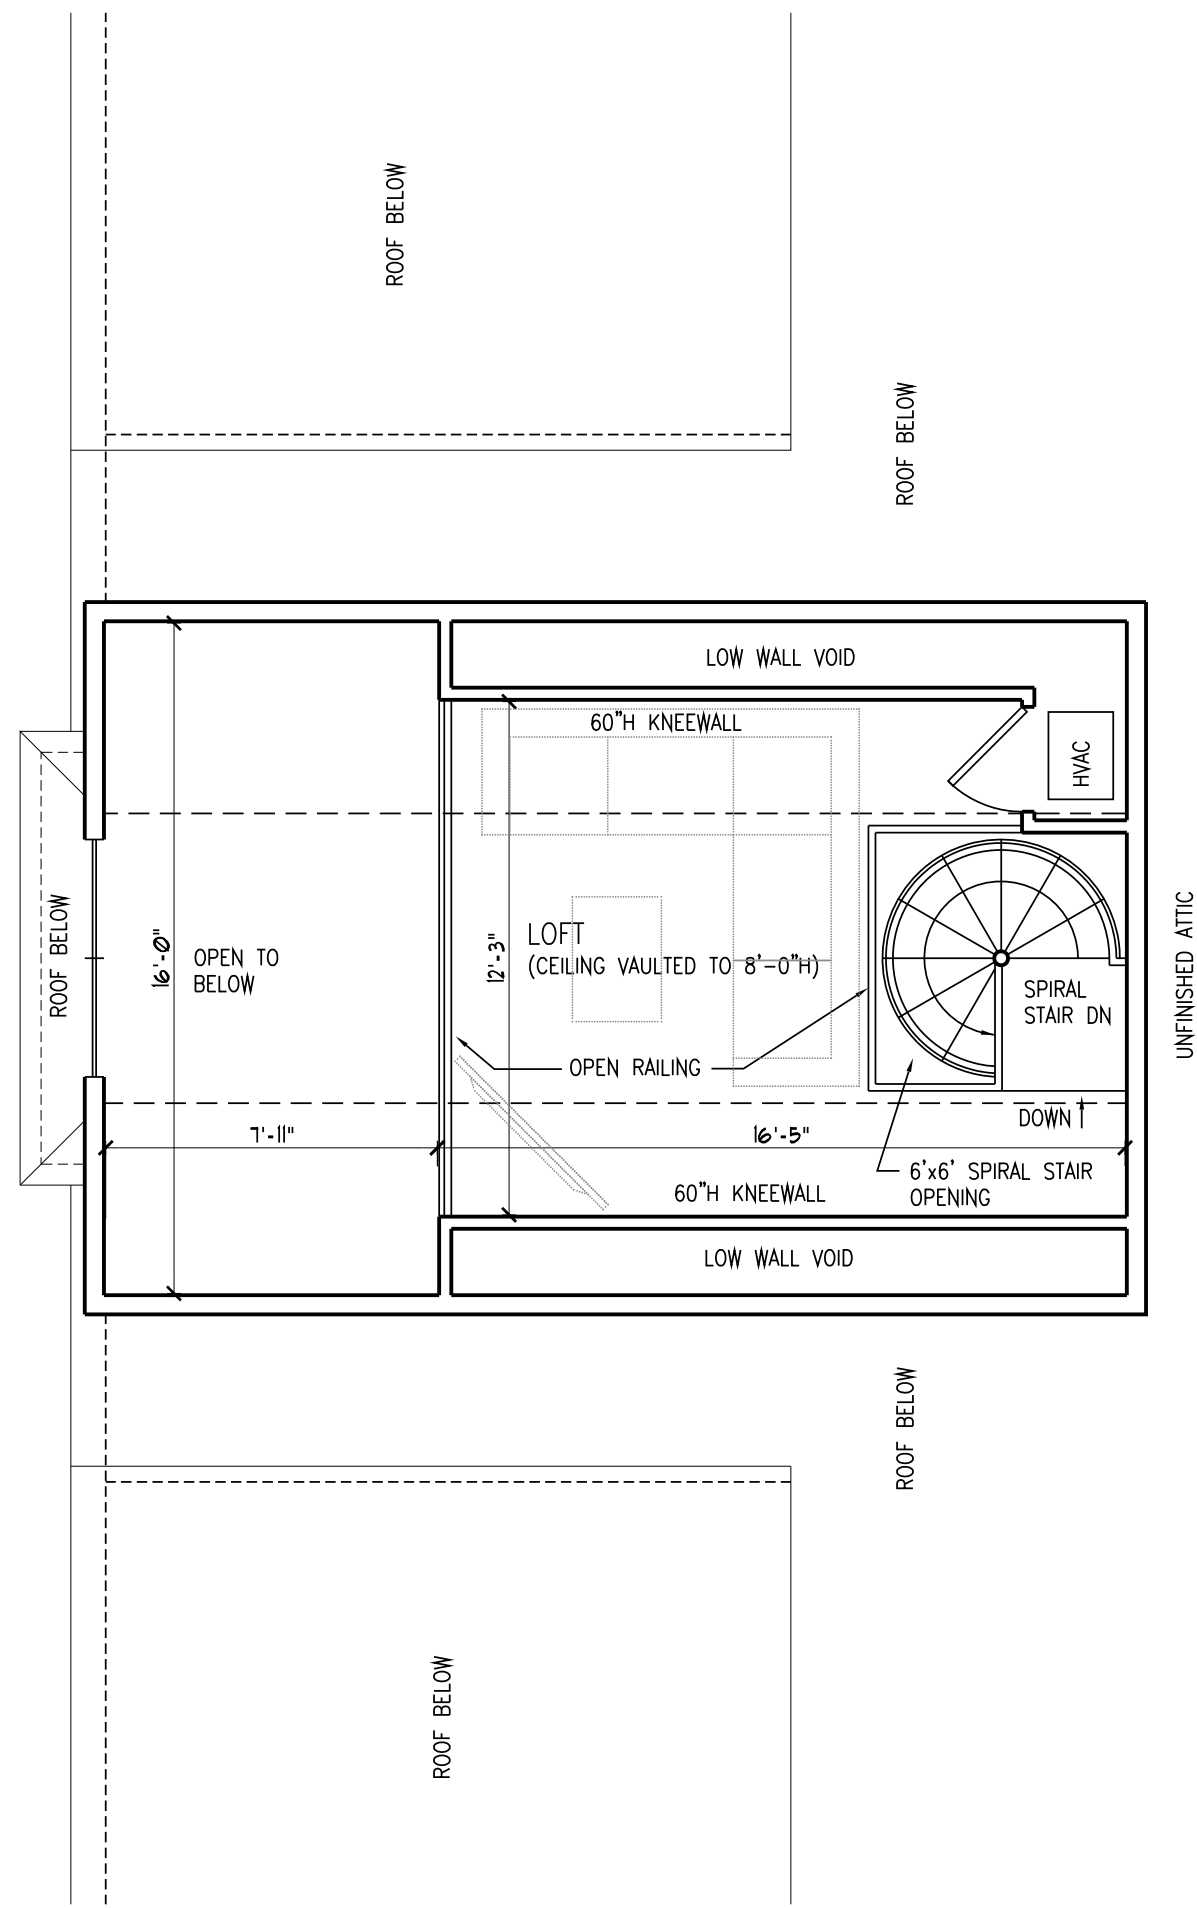 ROOF BELOW
ROOF BELOW
LOW WALL VOID
60"H KNEEWALL
HVAC
ROOF BELOW
16'-0"
OPEN TO
BELOW
12'-3"
LOFT
(CEILING VAULTED TO 8'-0"H)
SPIRAL
STAIR DN
UNFINISHED ATTIC
OPEN RAILING
DOWN
7'-11"
16'-5"
6'x6' SPIRAL STAIR
OPENING
60"H KNEEWALL
LOW WALL VOID
ROOF BELOW
ROOF BELOW